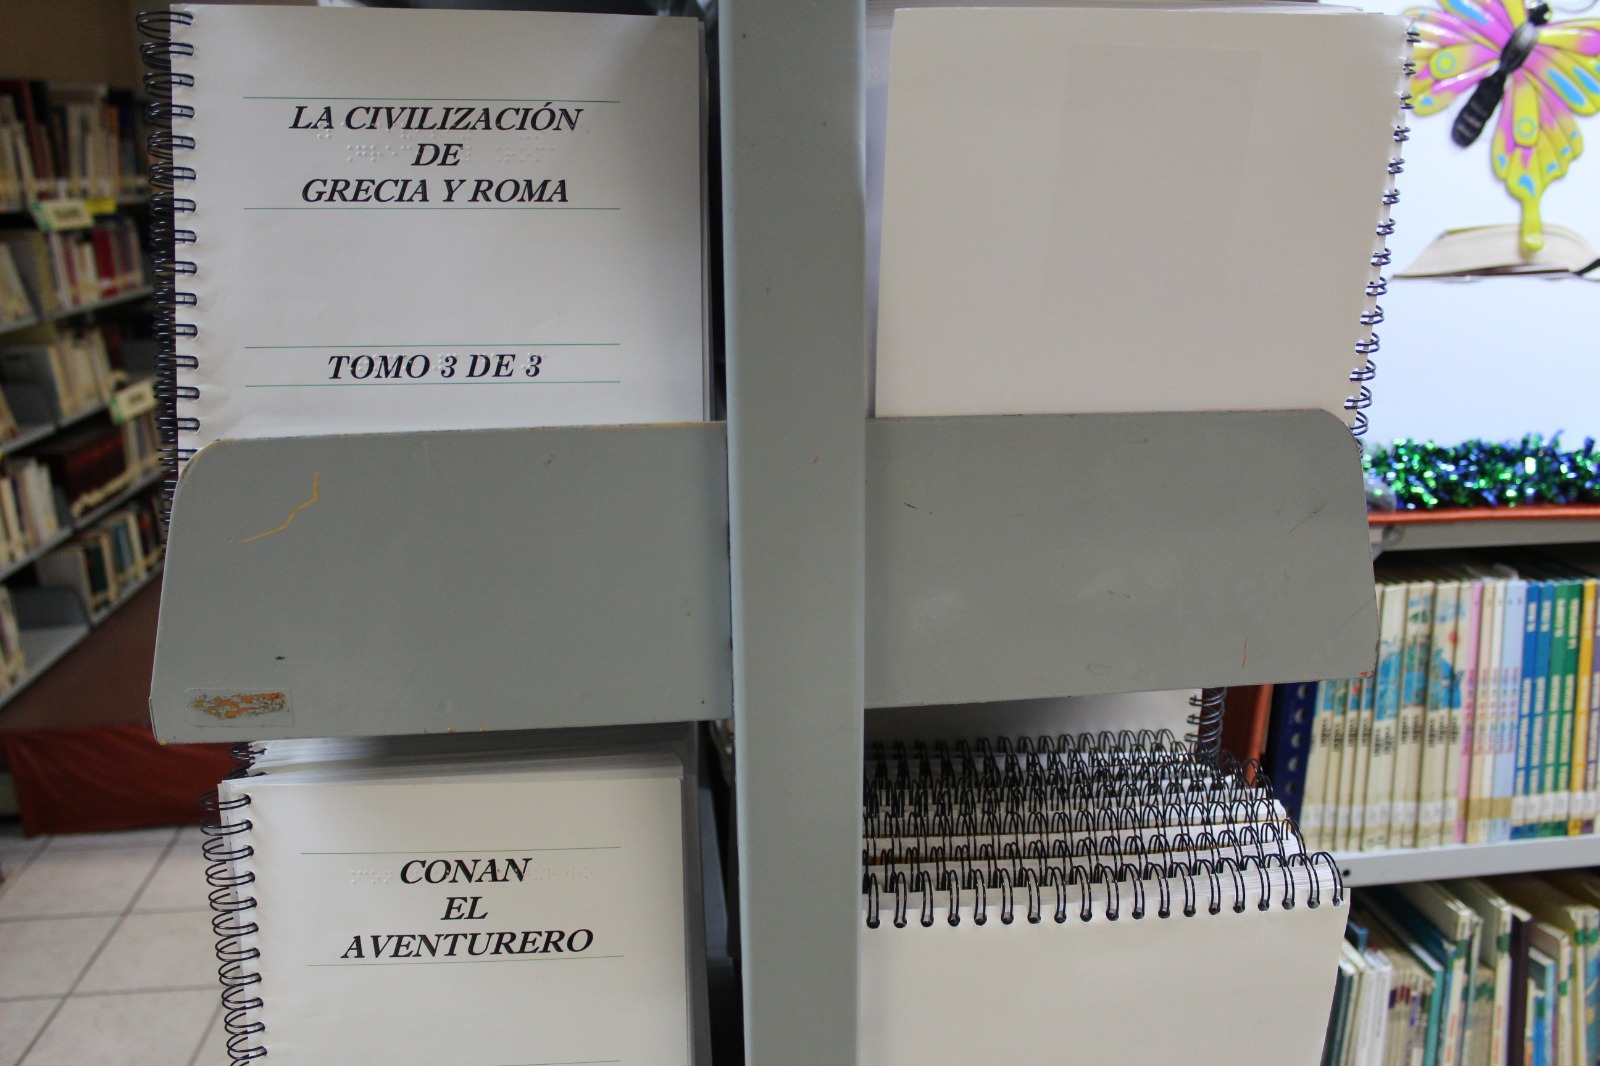 LA CIVILIZACIÓN
DE
GRECIA Y ROMA
TOMO 3 DE 3
CONAN
EL
AVENTURERO